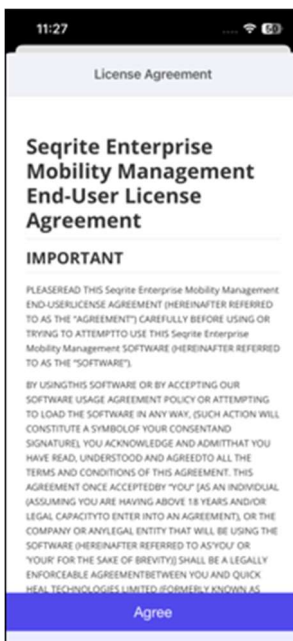 11:27
50
License Agreement
Seqrite Enterprise
Mobility Management
End-User License
Agreement
IMPORTANT
PLEASEREAD THIS Seqrite Enterprise Mobility Management
END-USERLICENSE AGREEMENT (HEREINAFTER REFERRED
TO AS THE "AGREEMENT") CAREFULLY BEFORE USING OR
TRYING TO ATTEMPTTO USE THIS Seqrite Enterprise
Mobility Management SOFTWARE (HEREINAFTER REFERRED
TO AS THE "SOFTWARE").
BY USINGTHIS SOFTWARE OR BY ACCEPTING OUR
SOFTWARE USAGE AGREEMENT POLICY OR ATTEMPTING
TO LOAD THE SOFTWARE IN ANY WAY, (SUCH ACTION WILL
CONSTITUTE A SYMBOLOF YOUR CONSENTAND
SIGNATURE), YOU ACKNOWLEDGE AND ADMITTHAT YOU
HAVE READ, UNDERSTOOD AND AGREEDTO ALL THE
TERMS AND CONDITIONS OF THIS AGREEMENT. THIS
AGREEMENT ONCE ACCEPTEDBY "YOU" [AS AN INDIVIDUAL
(ASSUMING YOU ARE HAVING ABOVE 18 YEARS AND/OR
LEGAL CAPACITYTO ENTER INTO AN AGREEMENT), OR THE
COMPANY OR ANYLEGAL ENTITY THAT WILL BE USING THE
SOFTWARE (HEREINAFTER REFERRED TO AS'YOU' OR
'YOUR' FOR THE SAKE OF BREVITY)] SHALL BE A LEGALLY
ENFORCEABLE AGREEMENTBETWEEN YOU AND QUICK
HEAL TECHNOLOGIES LIMITED (FORMERLY KNOWN AS
Agree